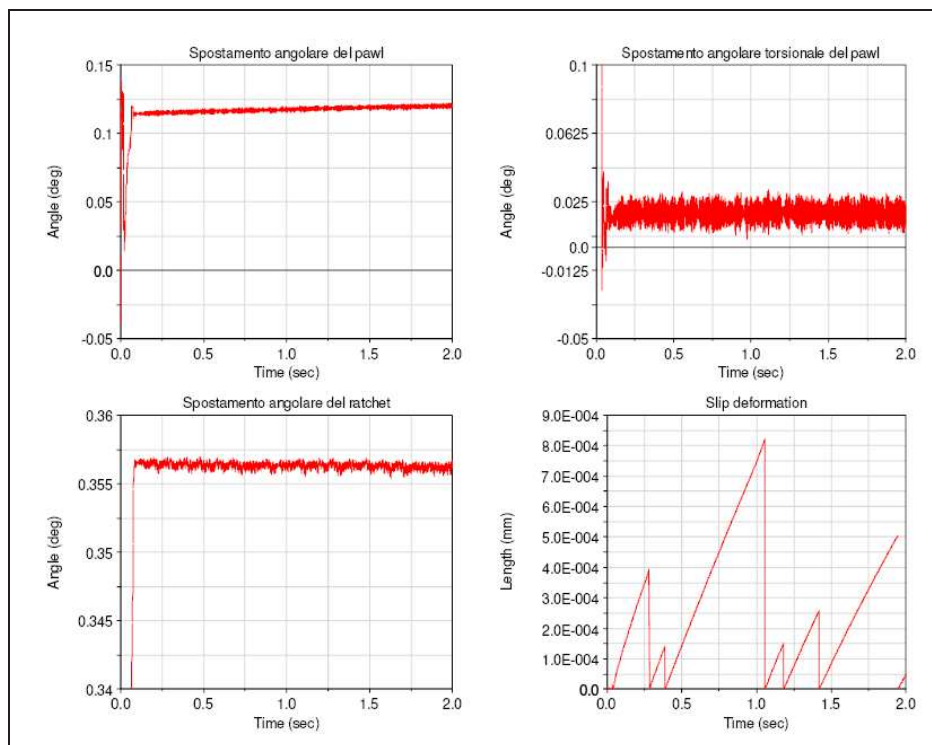 Spostamento angolare del pawl
0.15
0.1
0.05
0.0
-0.05
Angle (deg)
0.0 0.5 1.0 1.5 2.0
Time (sec)
Spostamento angolare torsionale del pawl
0.1
0.0625
0.025
0.0
-0.0125
-0.05
Angle (deg)
0.0 0.5 1.0 1.5 2.0
Time (sec)
Spostamento angolare del ratchet
0.36
0.355
0.35
0.345
0.34
Angle (deg)
0.0 0.5 1.0 1.5 2.0
Time (sec)
Slip deformation
9.0E-004
8.0E-004
7.0E-004
6.0E-004
5.0E-004
4.0E-004
3.0E-004
2.0E-004
1.0E-004
0.0
Length (mm)
0.0 0.5 1.0 1.5 2.0
Time (sec)